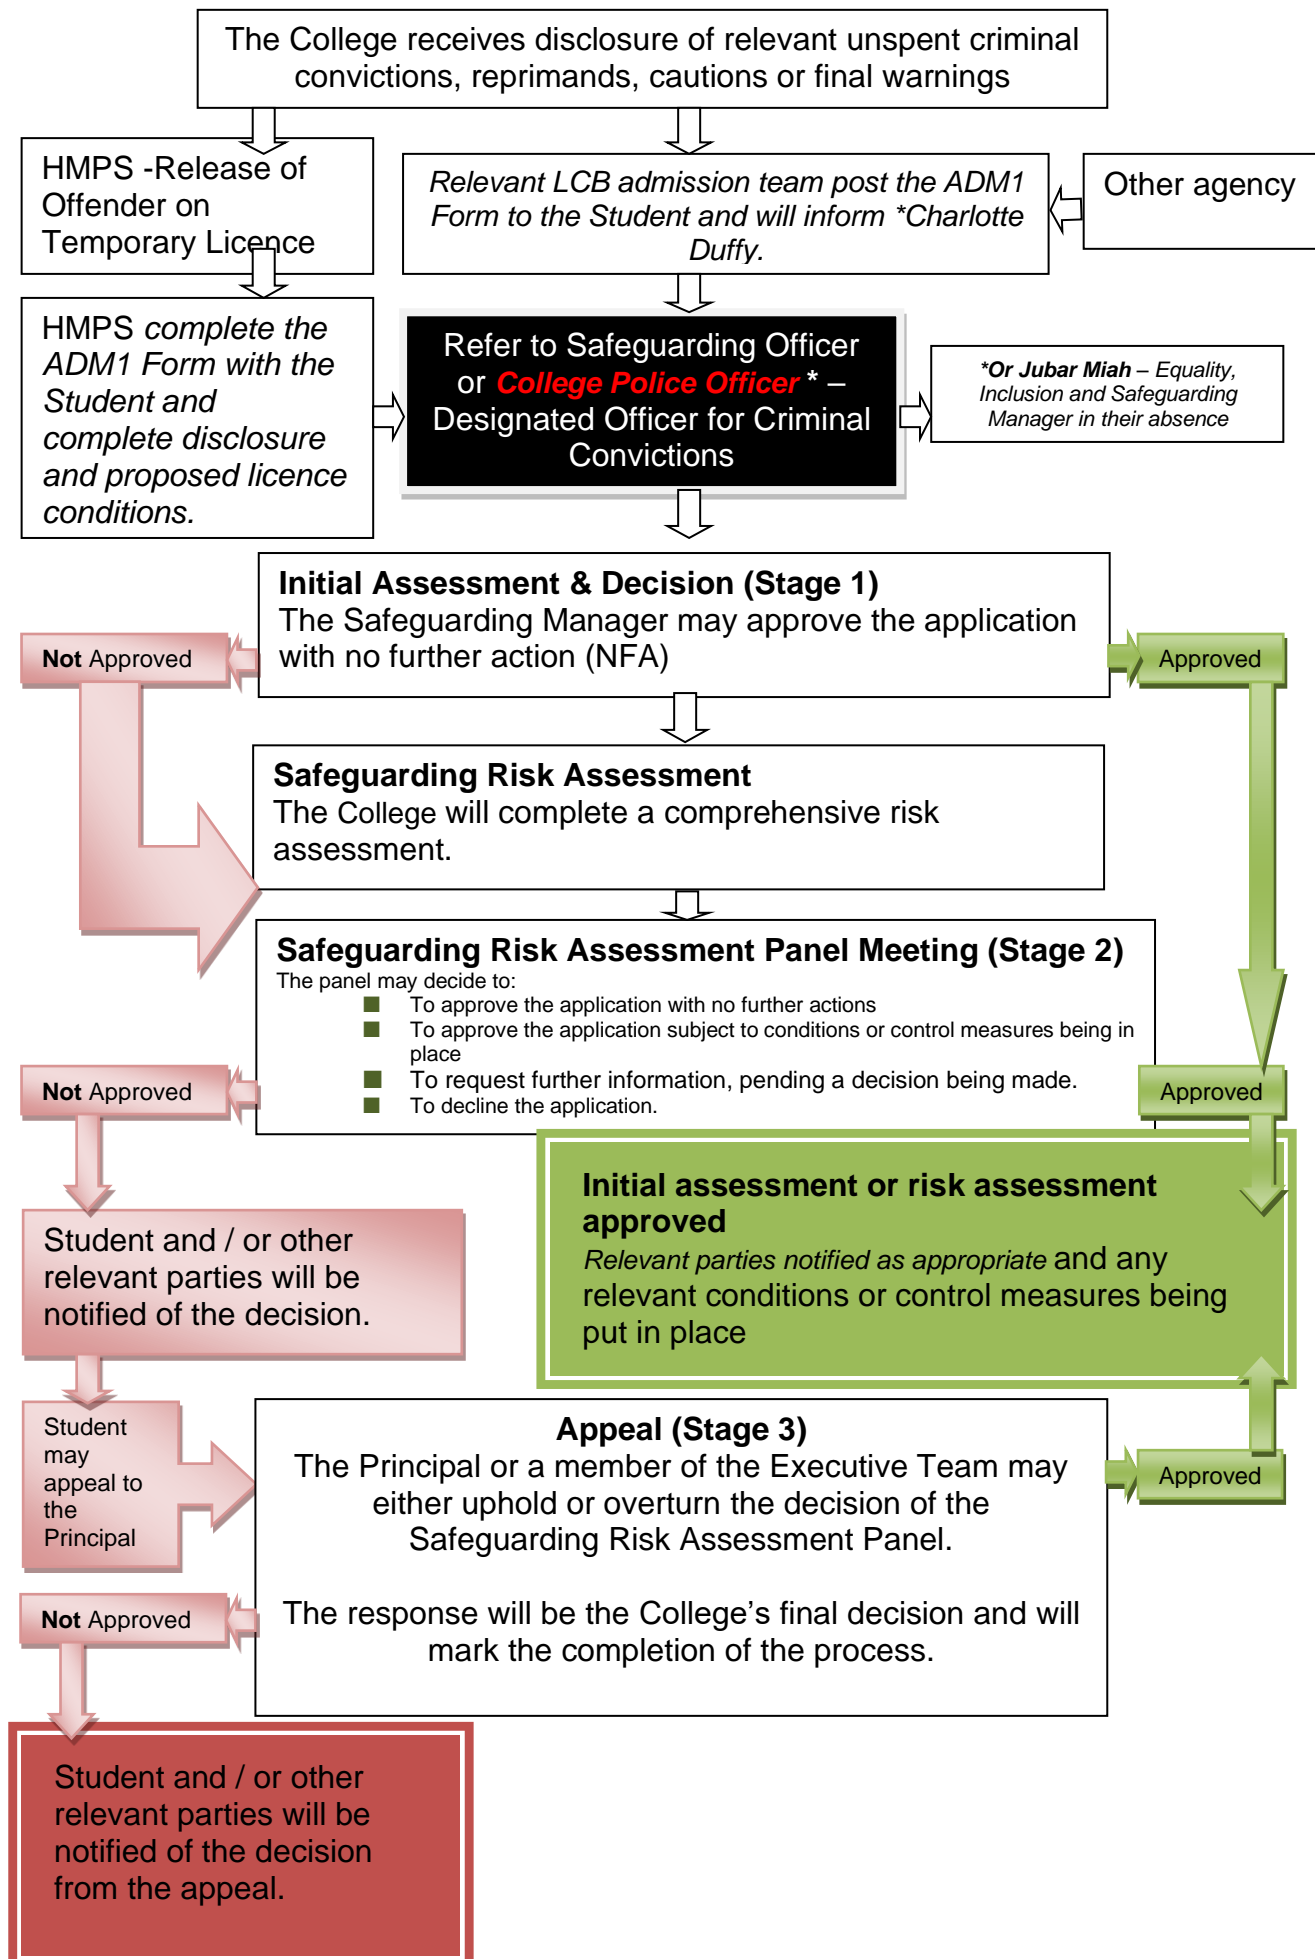 The College receives disclosure of relevant unspent criminal
convictions, reprimands, cautions or final warnings
HMPS -Release of
Offender on
Temporary Licence
Relevant LCB admission team post the ADM1
Form to the Student and will inform *Charlotte
Duffy.
Other agency
HMPS complete the
ADM1 Form with the
Student and
complete disclosure
and proposed licence
conditions.
Refer to Safeguarding Officer
or College Police Officer * –
Designated Officer for Criminal
Convictions
*Or Jubar Miah – Equality,
Inclusion and Safeguarding
Manager in their absence
Initial Assessment & Decision (Stage 1)
The Safeguarding Manager may approve the application
with no further action (NFA)
Not Approved
Approved
Safeguarding Risk Assessment
The College will complete a comprehensive risk
assessment.
Safeguarding Risk Assessment Panel Meeting (Stage 2)
The panel may decide to:
To approve the application with no further actions
To approve the application subject to conditions or control measures being in
place
To request further information, pending a decision being made.
To decline the application.
Not Approved
Approved
Initial assessment or risk assessment
approved
Relevant parties notified as appropriate and any
relevant conditions or control measures being
put in place
Student and / or other
relevant parties will be
notified of the decision.
Student
may
appeal to
the
Principal
Appeal (Stage 3)
The Principal or a member of the Executive Team may
either uphold or overturn the decision of the
Safeguarding Risk Assessment Panel.
The response will be the College’s final decision and will
mark the completion of the process.
Approved
Not Approved
Student and / or other
relevant parties will be
notified of the decision
from the appeal.